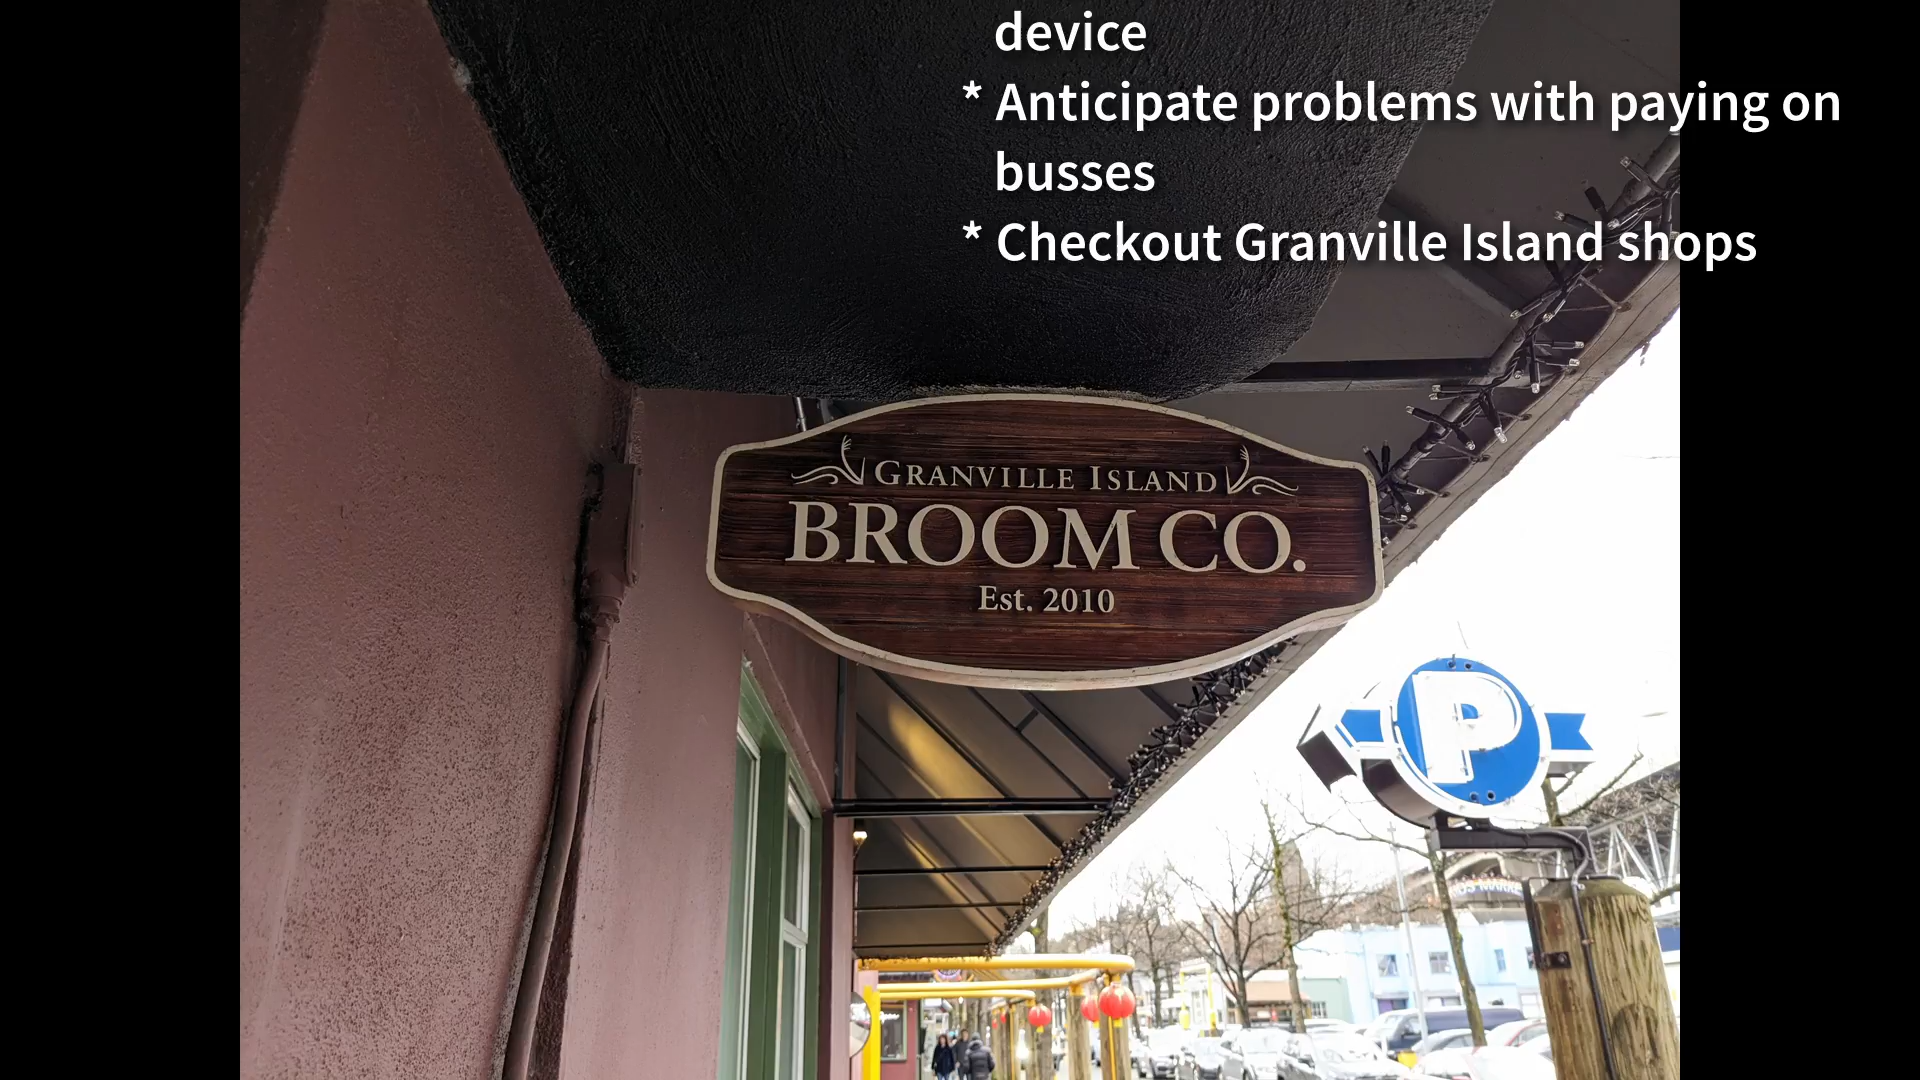 device
* Anticipate problems with paying on
busses
* Checkout Granville Island shops
GRANVILLE ISLAND
BROOM CO.
Est. 2010
P